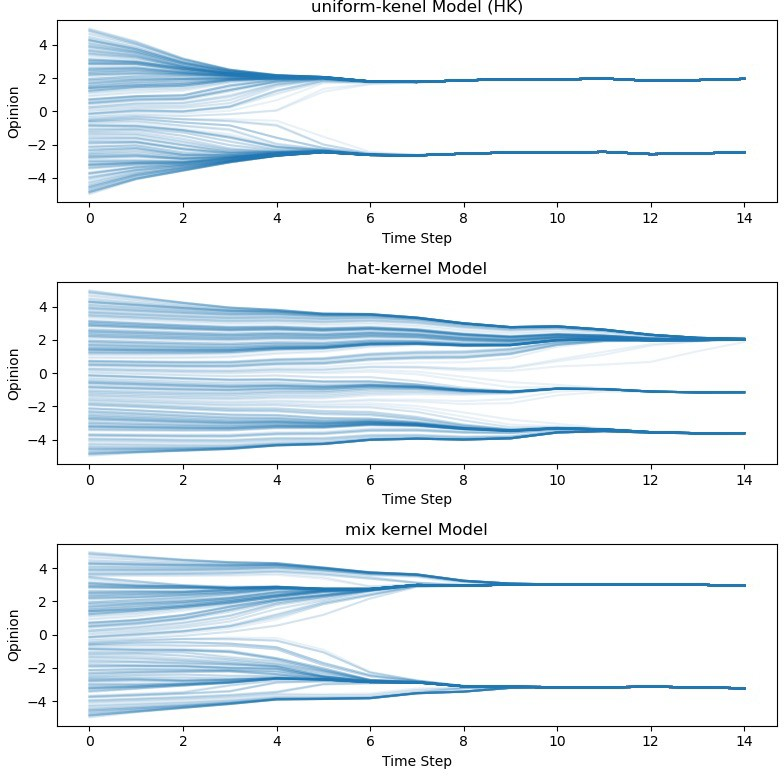 uniform-kenel Model (HK)
4
2
0
−2
−4
Opinion
0 2 4 6 8 10 12 14
Time Step
hat-kernel Model
4
2
0
−2
−4
Opinion
0 2 4 6 8 10 12 14
Time Step
mix kernel Model
4
2
0
−2
−4
Opinion
0 2 4 6 8 10 12 14
Time Step